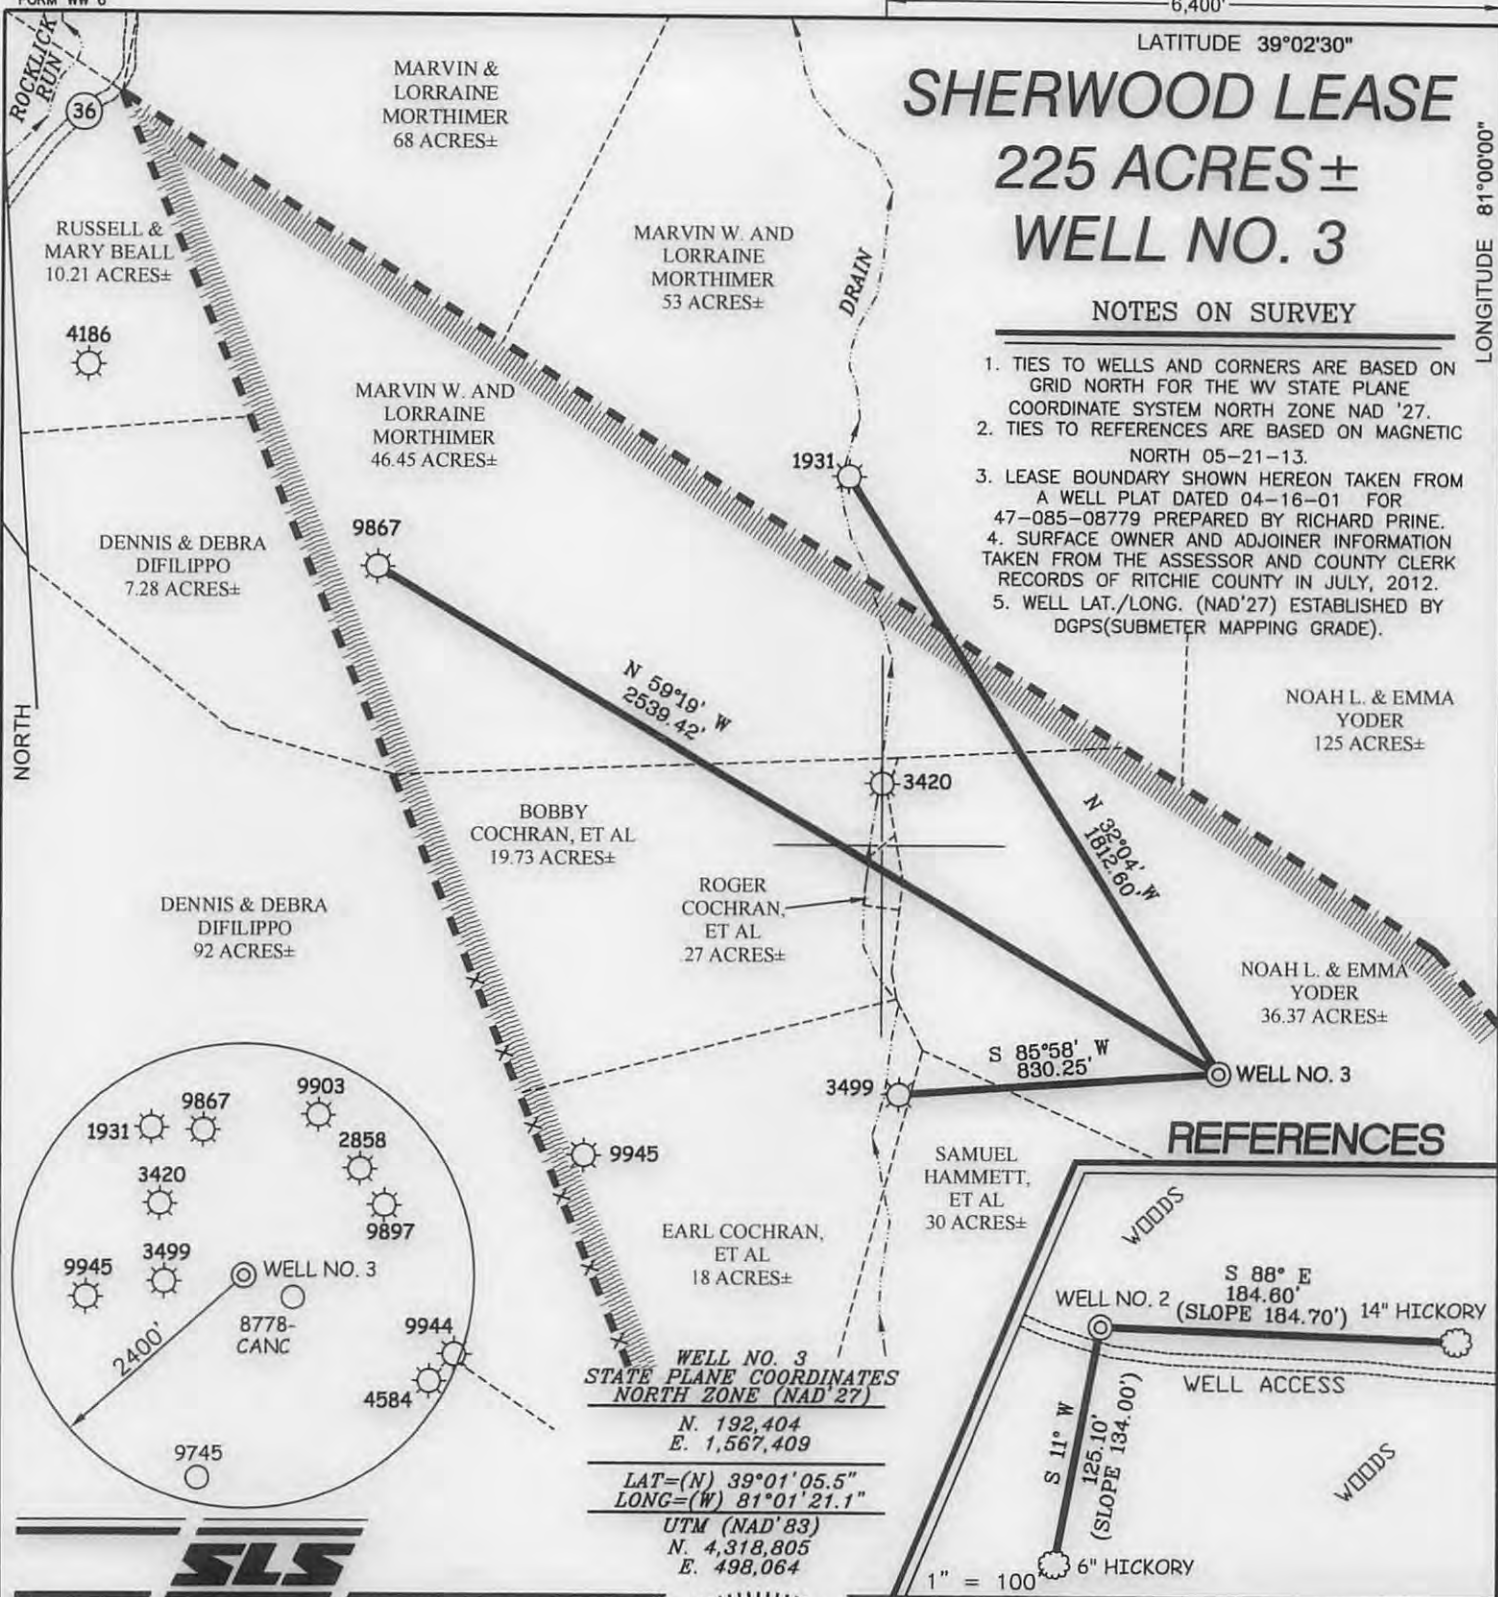 FORM WW-6
6,400'
LATITUDE 39°02'30"
SHERWOOD LEASE
225 ACRES±
WELL NO. 3
LONGITUDE 81°00'00"
NOTES ON SURVEY
1. TIES TO WELLS AND CORNERS ARE BASED ON
GRID NORTH FOR THE WV STATE PLANE
COORDINATE SYSTEM NORTH ZONE NAD '27.
2. TIES TO REFERENCES ARE BASED ON MAGNETIC
NORTH 05-21-13.
3. LEASE BOUNDARY SHOWN HEREON TAKEN FROM
A WELL PLAT DATED 04-16-01 FOR
47-085-08779 PREPARED BY RICHARD PRINE.
4. SURFACE OWNER AND ADJOINER INFORMATION
TAKEN FROM THE ASSESSOR AND COUNTY CLERK
RECORDS OF RITCHIE COUNTY IN JULY, 2012.
5. WELL LAT./LONG. (NAD'27) ESTABLISHED BY
DGPS(SUBMETER MAPPING GRADE).
ROCKLICK
RUN
36
MARVIN &
LORRAINE
MORTHIMER
68 ACRES±
RUSSELL &
MARY BEALL
10.21 ACRES±
4186
MARVIN W. AND
LORRAINE
MORTHIMER
53 ACRES±
DRAIN
MARVIN W. AND
LORRAINE
MORTHIMER
46.45 ACRES±
1931
9867
DENNIS & DEBRA
DIFILIPPO
7.28 ACRES±
NORTH
N 59°19' W
2539.42'
NOAH L. & EMMA
YODER
125 ACRES±
3420
N 32°04' W
1812.60'
BOBBY
COCHRAN, ET AL
19.73 ACRES±
ROGER
COCHRAN,
ET AL
27 ACRES±
DENNIS & DEBRA
DIFILIPPO
92 ACRES±
NOAH L. & EMMA
YODER
36.37 ACRES±
S 85°58' W
830.25'
3499
WELL NO. 3
9945
SAMUEL
HAMMETT,
ET AL
30 ACRES±
EARL COCHRAN,
ET AL
18 ACRES±
9903
9867
1931
2858
3420
9897
3499
9945
WELL NO. 3
8778-
CANC
9944
2400'
4584
9745
WELL NO. 3
STATE PLANE COORDINATES
NORTH ZONE (NAD'27)
N. 192,404
E. 1,567,409
LAT=(N) 39°01'05.5"
LONG=(W) 81°01'21.1"
UTM (NAD'83)
N. 4,318,805
E. 498,064
REFERENCES
WOODS
S 88° E
184.60'
(SLOPE 184.70')
WELL NO. 2
14" HICKORY
WELL ACCESS
S 11° W
125.10'
(SLOPE 134.00')
WOODS
6" HICKORY
1" = 100'
SLS